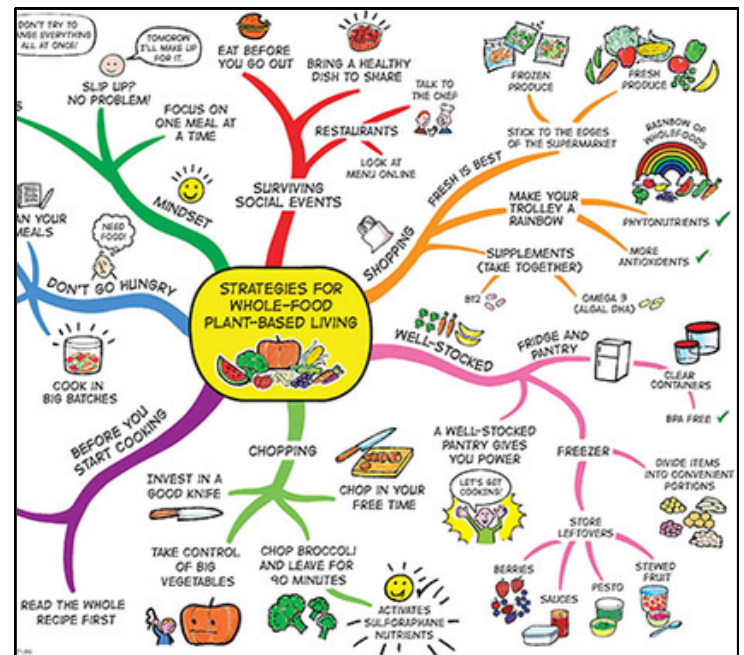 DON'T TRY TO
EVERYTHING
ALL AT ONCE!
TOMORROW
I'LL MAKE UP
FOR IT.
SLIP UP?
NO PROBLEM!
FOCUS ON
ONE MEAL AT
A TIME
MINDSET
EAT BEFORE
YOU GO OUT
BRING A HEALTHY
DISH TO SHARE
RESTAURANTS
TALK TO
THE CHEF
LOOK AT
MENU ONLINE
SURVIVING
SOCIAL EVENTS
SHOPPING
FRESH IS BEST
FROZEN
PRODUCE
FRESH
PRODUCE
STICK TO THE EDGES
OF THE SUPERMARKET
RAINBOW OF
WHOLEFOODS
MAKE YOUR
TROLLEY A
RAINBOW
PHYTONUTRIENTS
MORE
ANTIOXIDENTS
SUPPLEMENTS
(TAKE TOGETHER)
B12
OMEGA 3
(ALGAL DHA)
YOUR
MEALS
NEED
FOOD!
DON'T GO HUNGRY
COOK IN
BIG BATCHES
STRATEGIES FOR
WHOLE-FOOD
PLANT-BASED LIVING
WELL-STOCKED
FRIDGE AND
PANTRY
CLEAR
CONTAINERS
BPA FREE
A WELL-STOCKED
PANTRY GIVES
YOU POWER
LET'S GET
COOKING!
FREEZER
DIVIDE ITEMS
INTO CONVENIENT
PORTIONS
STORE
LEFTOVERS
BERRIES
SAUCES
PESTO
STEWED
FRUIT
BEFORE YOU
START COOKING
READ THE WHOLE
RECIPE FIRST
CHOPPING
INVEST IN A
GOOD KNIFE
CHOP IN YOUR
FREE TIME
TAKE CONTROL
OF BIG
VEGETABLES
CHOP BROCCOLI
AND LEAVE FOR
90 MINUTES
ACTIVATES
SULFORAPHANE
NUTRIENTS